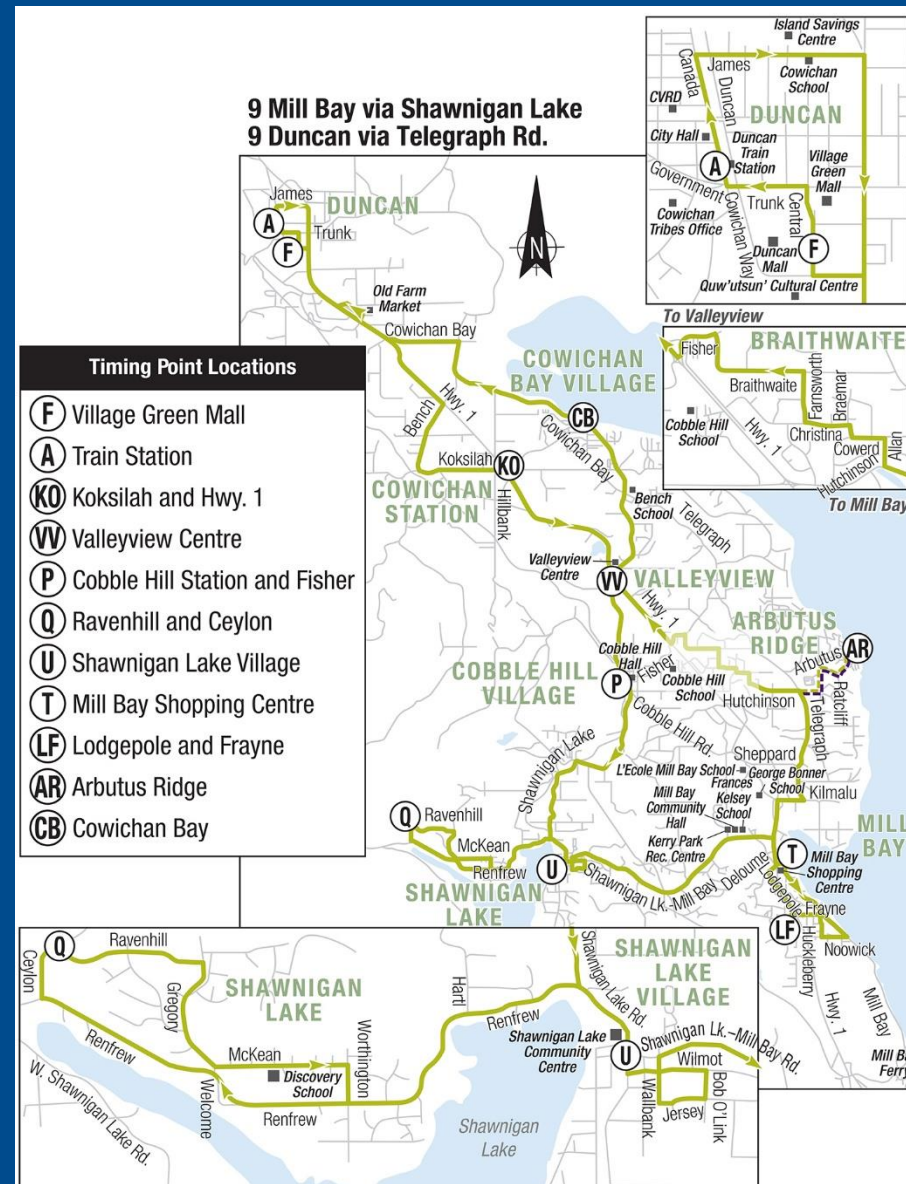 9 Mill Bay via Shawnigan Lake
9 Duncan via Telegraph Rd.
Island Savings
Centre
Canada
James
Duncan
Cowichan
School
CVRD
DUNCAN
City Hall
Duncan
Train
Station
Village
Green
Mall
A
Government
Trunk
Central
Cowichan
Tribes Office
Cowichan Way
Duncan
Mall
F
Quw'utsun' Cultural Centre
James
DUNCAN
A
Trunk
F
N
Old Farm
Market
Cowichan Bay
To Valleyview
BRAITHWAITE
Fisher
Braithwaite
Farnsworth
Braemar
Cobble Hill
School
Hwy. 1
Christina
Cowerd
Allan
Hutchinson
To Mill Bay
Timing Point Locations
F Village Green Mall
A Train Station
KO Koksilah and Hwy. 1
VV Valleyview Centre
P Cobble Hill Station and Fisher
Q Ravenhill and Ceylon
U Shawnigan Lake Village
T Mill Bay Shopping Centre
LF Lodgepole and Frayne
AR Arbutus Ridge
CB Cowichan Bay
COWICHAN
BAY VILLAGE
CB
Hwy. 1
Bench
Cowichan Bay
Koksilah
KO
COWICHAN
STATION
Hillbank
Bench
School
Telegraph
Valleyview
Centre
VV
VALLEYVIEW
Hwy. 1
ARBUTUS
RIDGE
Arbutus
AR
Cobble Hill
Hall
Fisher
COBBLE HILL
VILLAGE
P
Cobble Hill
School
Ratcliff
Hutchinson
Telegraph
Cobble Hill Rd.
Shawnigan Lake
Sheppard
L'Ecole Mill Bay School
George Bonner
School
Frances
Kelsey
School
Kilmalu
Mill Bay
Community
Hall
Kerry Park
Rec. Centre
MILL
BAY
Q
Ravenhill
McKean
Renfrew
U
SHAWNIGAN
LAKE
Shawnigan Lk.-Mill Bay
Deloume
T
Mill Bay
Shopping
Centre
Lodgepole
Frayne
LF
Huckleberry
Noowick
Hwy. 1
Mill Bay
Ferry
Q
Ravenhill
Ceylon
Gregory
SHAWNIGAN
LAKE
Renfrew
McKean
Worthington
Discovery
School
Welcome
Renfrew
W. Shawnigan Lake Rd.
Hartl
Renfrew
Shawnigan
Lake
Shawnigan Lake Rd.
SHAWNIGAN
LAKE
VILLAGE
Shawnigan Lake
Community
Centre
U
Shawnigan Lk.–Mill Bay Rd.
Wilmot
Wallbank
Bob O'Link
Jersey